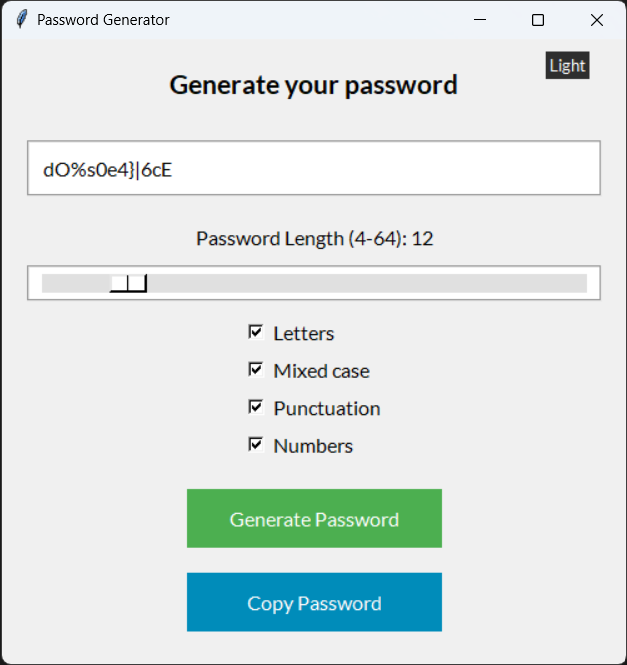 Password Generator
Light
Generate your password
dO%s0e4}|6cE
Password Length (4-64): 12
Letters
Mixed case
Punctuation
Numbers
Generate Password
Copy Password